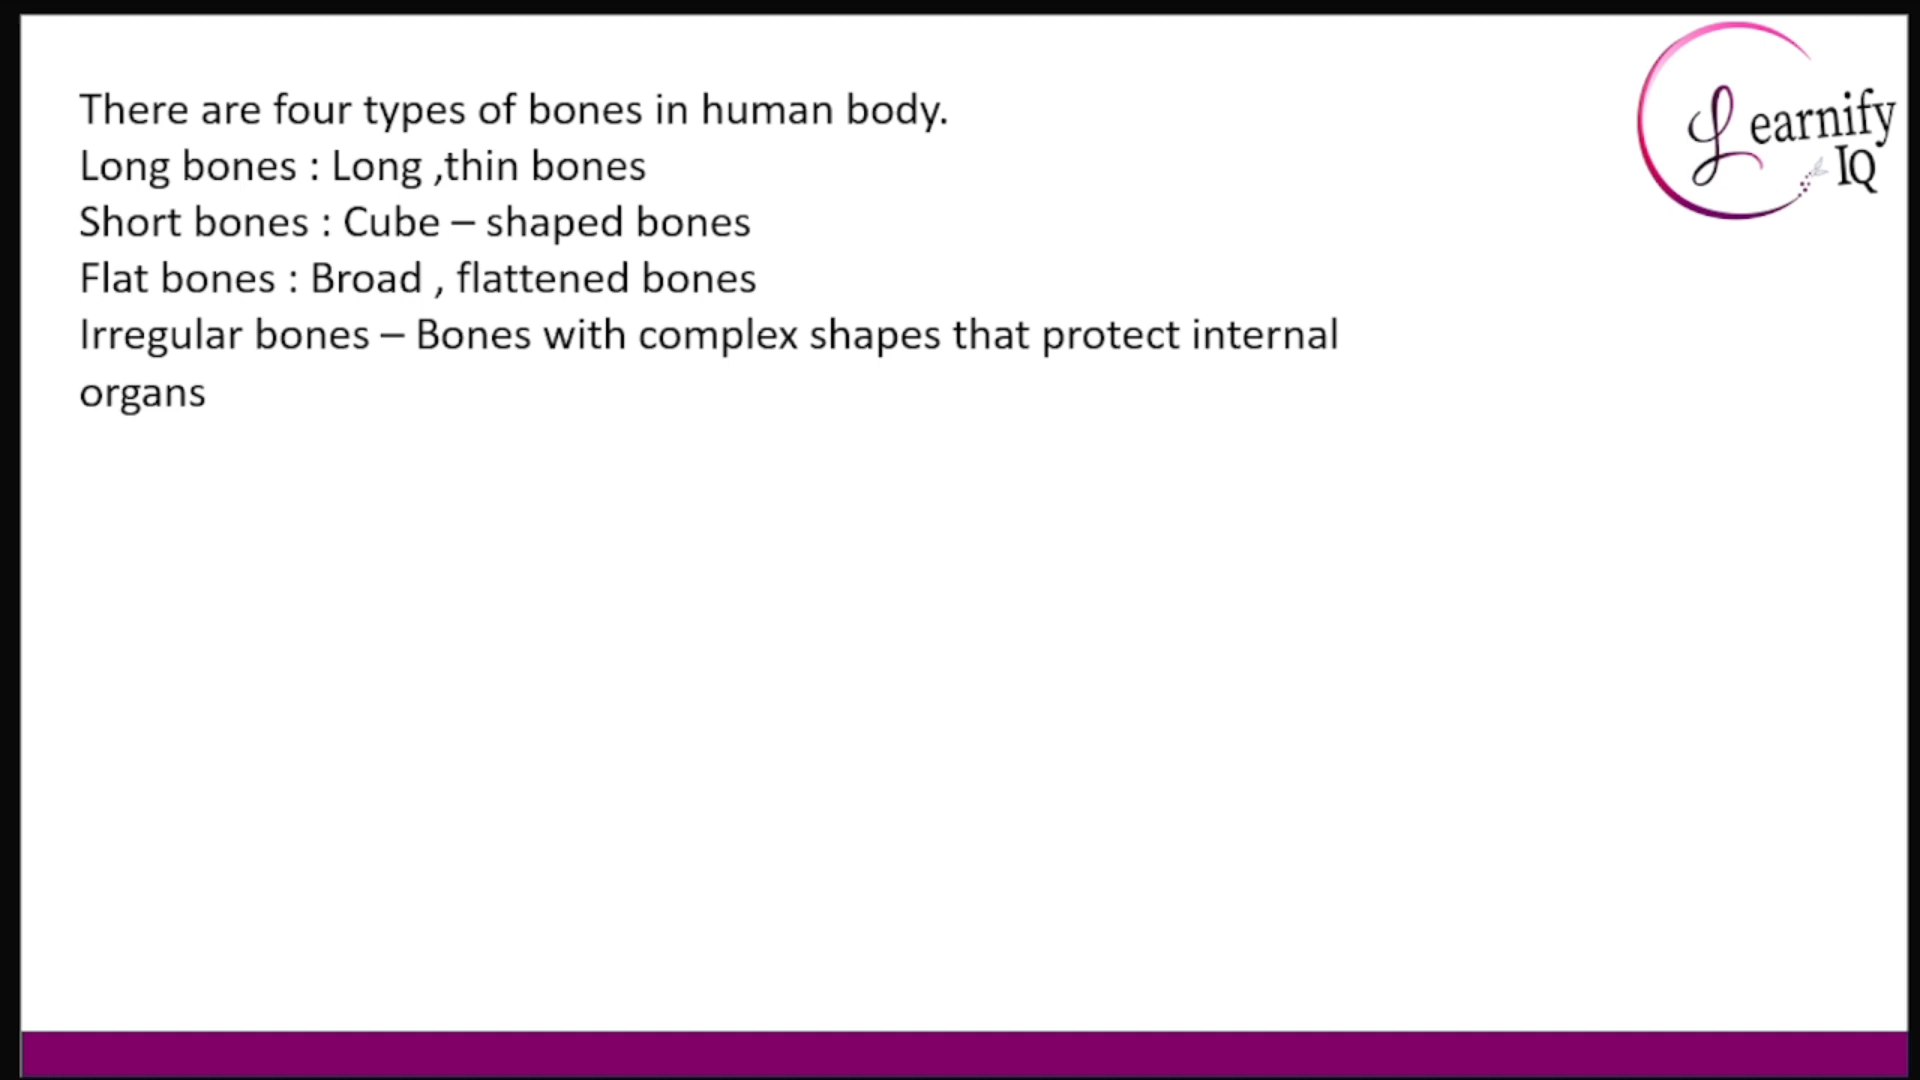 There are four types of bones in human body.
Long bones : Long ,thin bones
Short bones : Cube – shaped bones
Flat bones : Broad , flattened bones
Irregular bones – Bones with complex shapes that protect internal
organs
Learnify
IQ